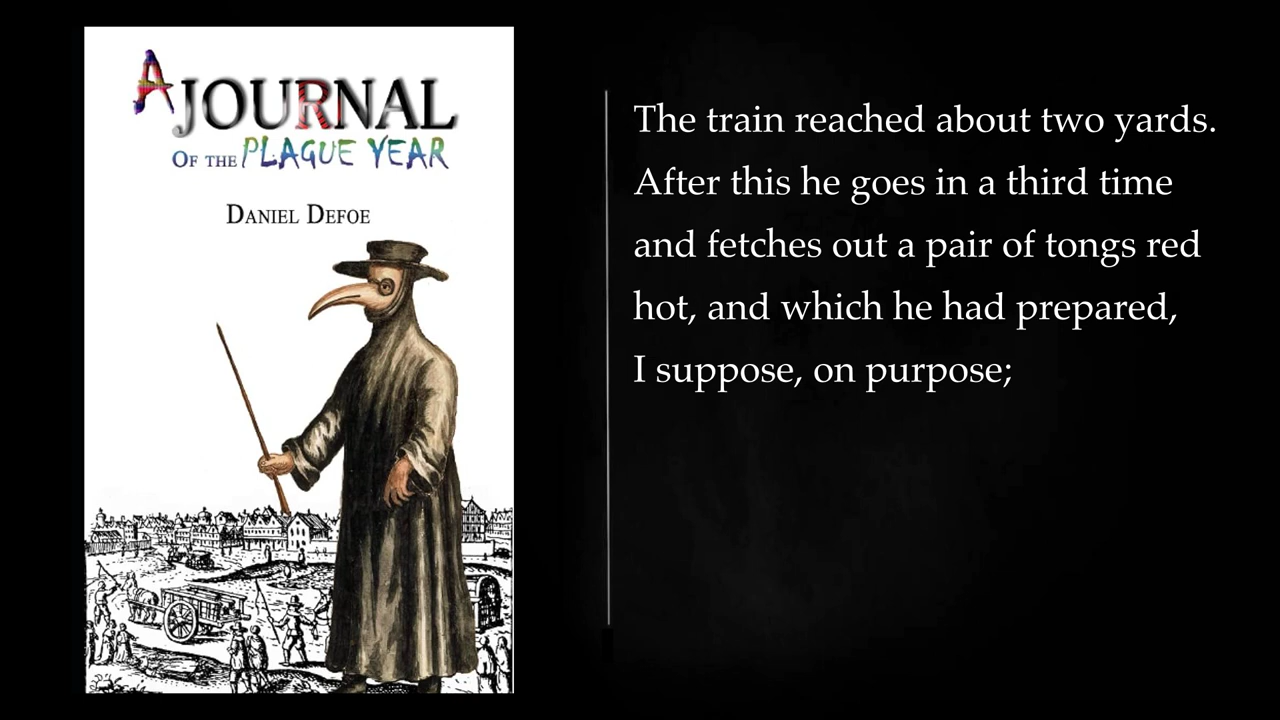 A JOURNAL
OF THE PLAGUE YEAR
DANIEL DEFOE
The train reached about two yards.
After this he goes in a third time
and fetches out a pair of tongs red
hot, and which he had prepared,
I suppose, on purpose;